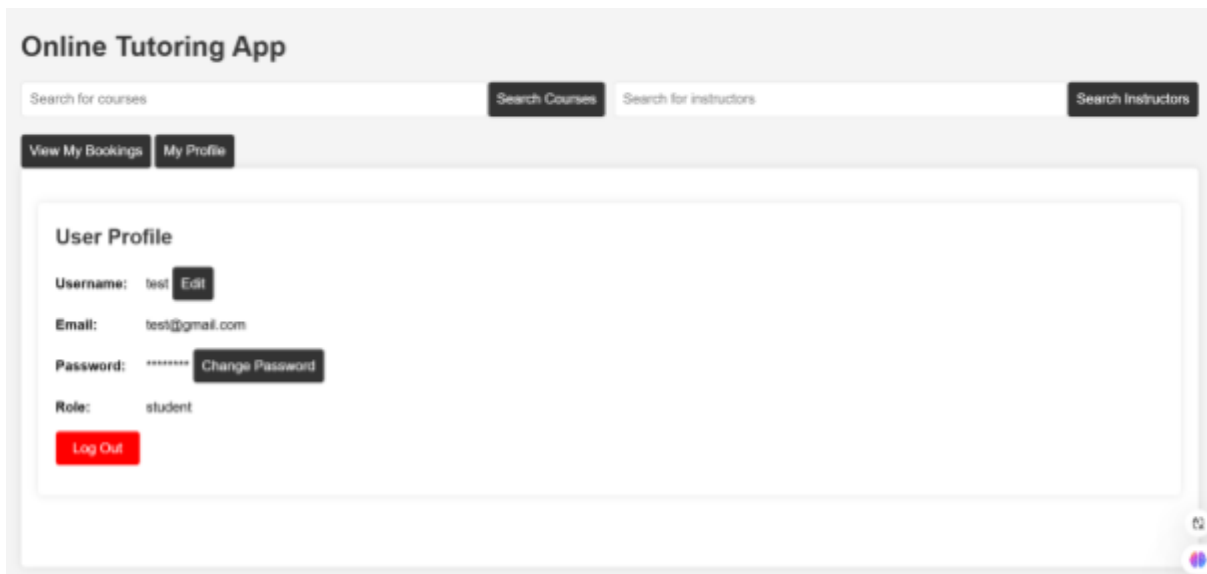 Online Tutoring App
Search for courses Search Courses Search for instructors Search Instructors
View My Bookings My Profile
User Profile
Username: test Edit
Email: test@gmail.com
Password: ******** Change Password
Role: student
Log Out